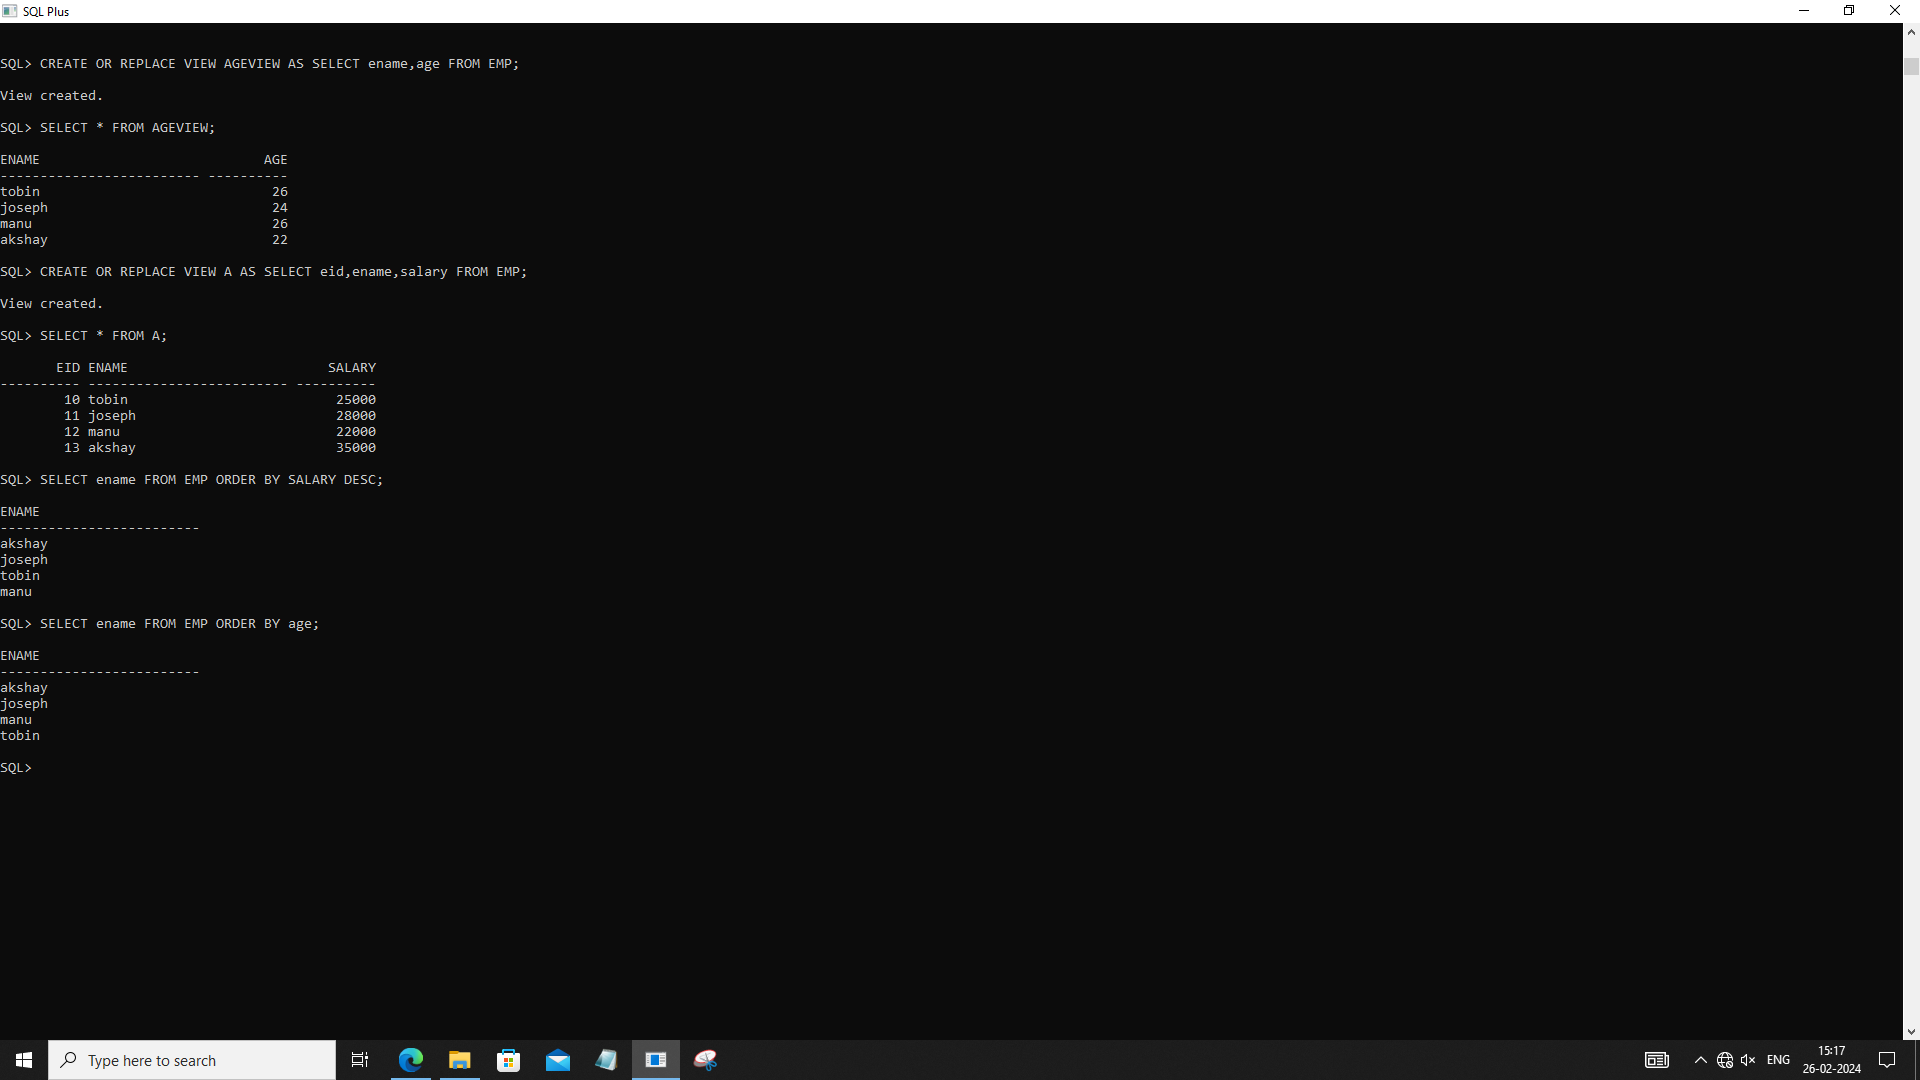 SQL Plus
SQL> CREATE OR REPLACE VIEW AGEVIEW AS SELECT ename,age FROM EMP;
View created.
SQL> SELECT * FROM AGEVIEW;
ENAME                            AGE
------------------------- ----------
tobin                             26
joseph                            24
manu                              26
akshay                            22
SQL> CREATE OR REPLACE VIEW A AS SELECT eid,ename,salary FROM EMP;
View created.
SQL> SELECT * FROM A;
       EID ENAME                         SALARY
---------- ------------------------- ----------
        10 tobin                          25000
        11 joseph                         28000
        12 manu                           22000
        13 akshay                         35000
SQL> SELECT ename FROM EMP ORDER BY SALARY DESC;
ENAME
-------------------------
akshay
joseph
tobin
manu
SQL> SELECT ename FROM EMP ORDER BY age;
ENAME
-------------------------
akshay
joseph
manu
tobin
SQL>
Type here to search
ENG
15:17
26-02-2024